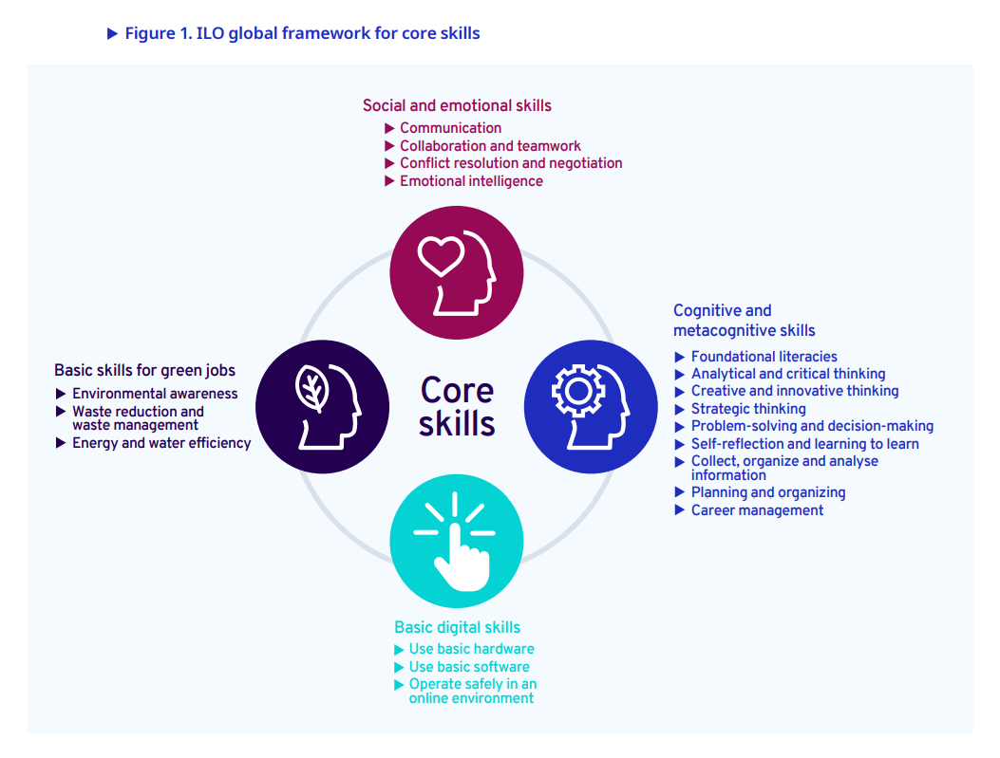 ▶ Figure 1. ILO global framework for core skills
Social and emotional skills
▶ Communication
▶ Collaboration and teamwork
▶ Conflict resolution and negotiation
▶ Emotional intelligence
Cognitive and
metacognitive skills
▶ Foundational literacies
▶ Analytical and critical thinking
▶ Creative and innovative thinking
▶ Strategic thinking
▶ Problem-solving and decision-making
▶ Self-reflection and learning to learn
▶ Collect, organize and analyse
information
▶ Planning and organizing
▶ Career management
Basic skills for green jobs
▶ Environmental awareness
▶ Waste reduction and
waste management
▶ Energy and water efficiency
Core
skills
Basic digital skills
▶ Use basic hardware
▶ Use basic software
▶ Operate safely in an
online environment